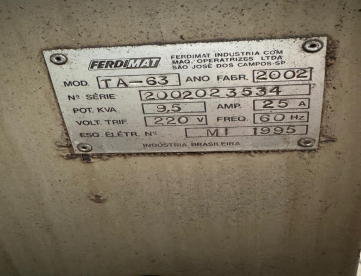 FERDIMAT
FERDIMAT INDUSTRIA COM
MAQ. OPERATRIZES LTDA
SÃO JOSÉ DOS CAMPOS-SP
MOD. TA-63 ANO FABR. 2002
Nº SÉRIE 2002023534
POT. KVA 9,5 AMP. 25 A
VOLT. TRIF. 220 V FREQ. 60 Hz
ESQ. ELÉTR. Nº MI 1995
INDÚSTRIA BRASILEIRA